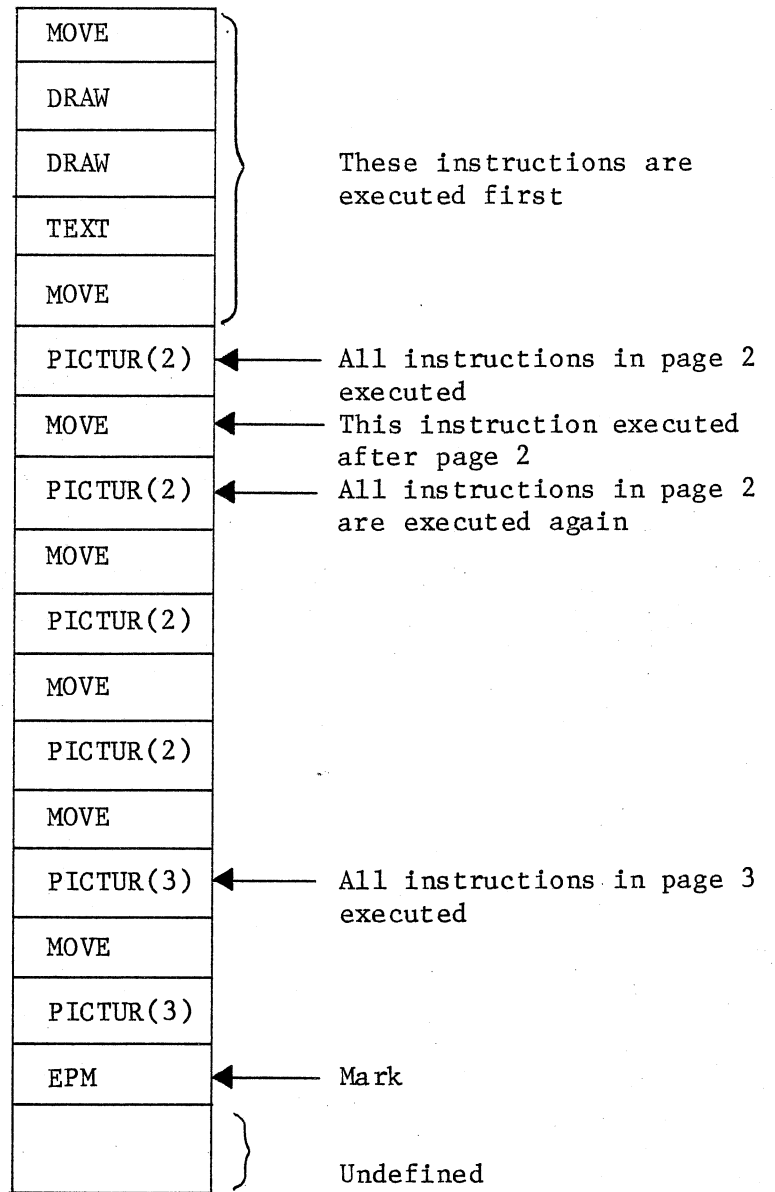 MOVE
DRAW
DRAW
These instructions are
executed first
TEXT
MOVE
PICTUR(2)
All instructions in page 2
executed
MOVE
This instruction executed
after page 2
PICTUR(2)
All instructions in page 2
are executed again
MOVE
PICTUR(2)
MOVE
PICTUR(2)
MOVE
PICTUR(3)
All instructions in page 3
executed
MOVE
PICTUR(3)
EPM
Mark
Undefined